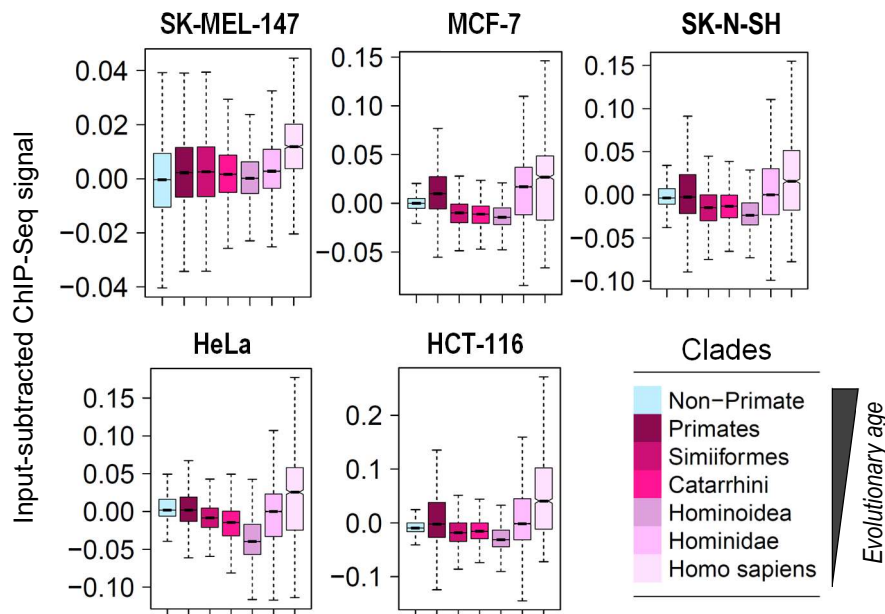 SK-MEL-147
MCF-7
SK-N-SH
Input-subtracted ChIP-Seq signal
0.04
0.02
0.00
−0.02
−0.04
0.15
0.10
0.05
0.00
−0.05
0.15
0.10
0.05
0.00
−0.05
−0.10
HeLa
HCT-116
0.15
0.10
0.05
0.00
−0.05
−0.10
0.2
0.1
−0.0
−0.1
Clades
Non−Primate
Primates
Simiiformes
Catarrhini
Hominoidea
Hominidae
Homo sapiens
Evolutionary age